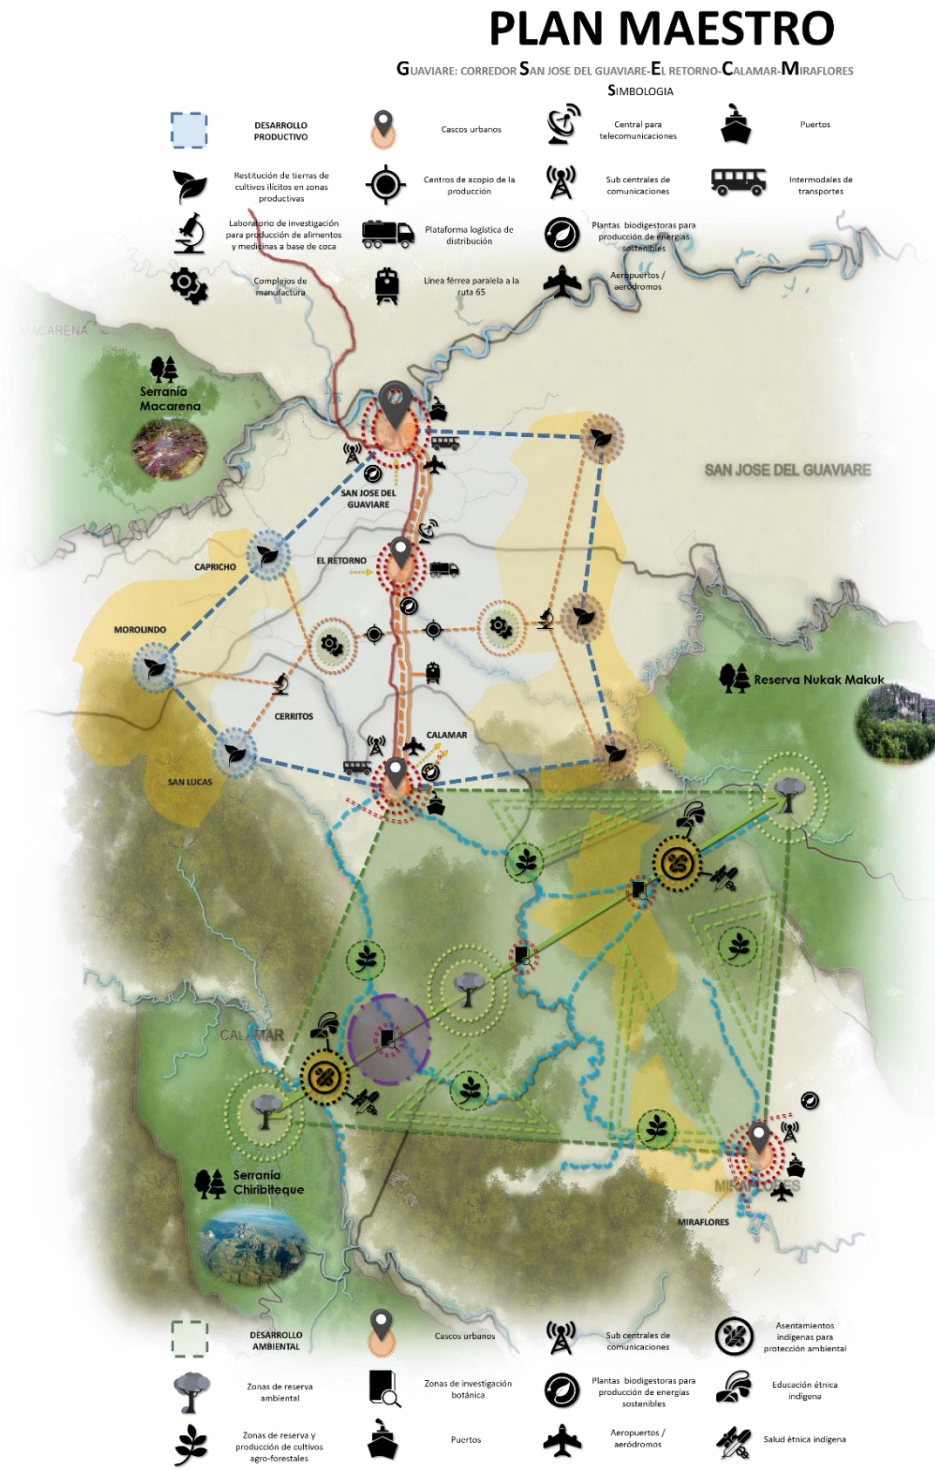 PLAN MAESTRO
GUAVIARE: CORREDOR SAN JOSE DEL GUAVIARE-EL RETORNO-CALAMAR-MIRAFLORES
SIMBOLOGIA
DESARROLLO
PRODUCTIVO
Cascos urbanos
Central para
telecomunicaciones
Puertos
Restitución de tierras de
cultivos ilícitos en zonas
productivas
Centros de acopio de la
producción
Sub centrales de
comunicaciones
Intermodales de
transportes
Laboratorio de investigación
para producción de alimentos
y medicinas a base de coca
Plataforma logística de
distribución
Plantas biodigestoras para
producción de energías
sostenibles
Complejos de
manufactura
Línea férrea paralela a la
ruta 65
Aeropuertos /
aeródromos
MACARENA
Serranía
Macarena
SAN JOSE DEL GUAVIARE
SAN JOSE DEL
GUAVIARE
CAPRICHO
EL RETORNO
MOROLINDO
Reserva Nukak Makuk
CERRITOS
CALAMAR
SAN LUCAS
CALAMAR
Serranía
Chiribiteque
MIRAFLORES
MIRAFLORES
DESARROLLO
AMBIENTAL
Cascos urbanos
Sub centrales de
comunicaciones
Asentamientos
indígenas para
protección ambiental
Zonas de reserva
ambiental
Zonas de investigación
botánica
Plantas biodigestoras para
producción de energías
sostenibles
Educación étnica
indígena
Zonas de reserva y
producción de cultivos
agro-forestales
Puertos
Aeropuertos /
aeródromos
Salud étnica indígena